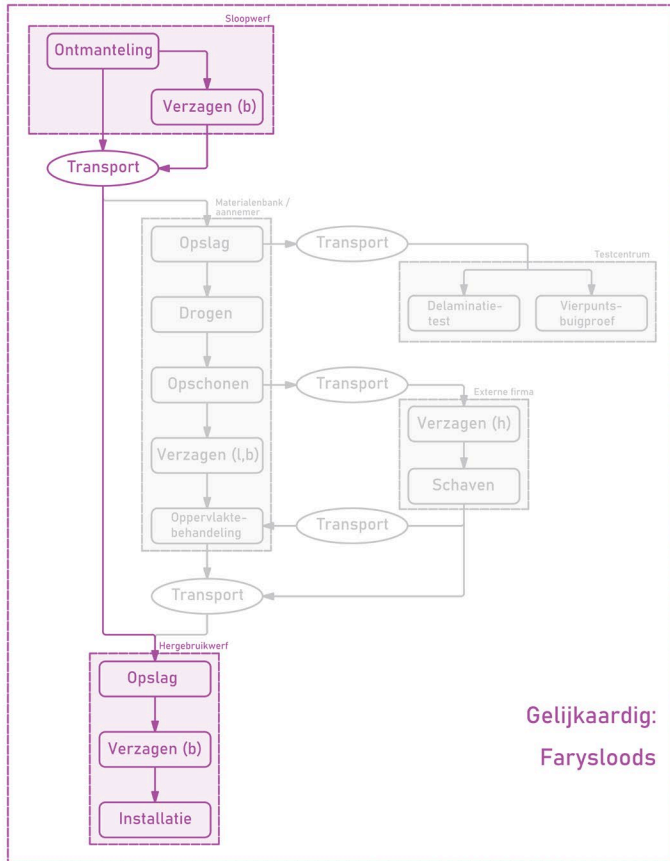 Sloopwerf
Ontmanteling
Verzagen (b)
Transport
Materialenbank /
aannemer
Opslag
Transport
Testcentrum
Delaminatie-
test
Vierpunts-
buigproef
Drogen
Opschonen
Transport
Externe firma
Verzagen (h)
Verzagen (l,b)
Schaven
Oppervlakte-
behandeling
Transport
Transport
Hergebruikwerf
Opslag
Verzagen (b)
Installatie
Gelijkaardig:
Farysloods